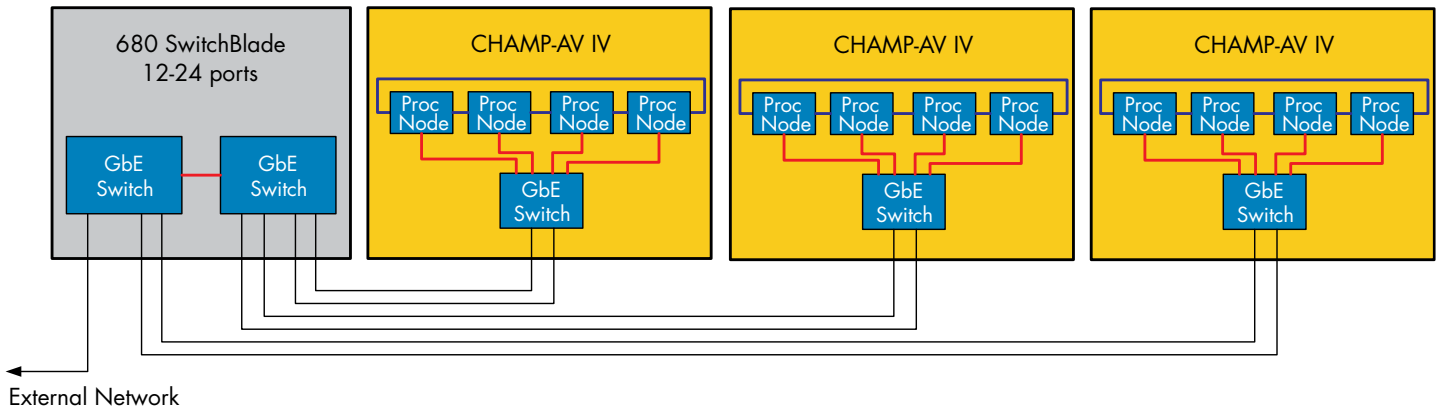 680 SwitchBlade
12-24 ports
GbE
Switch
GbE
Switch
CHAMP-AV IV
Proc
Node
Proc
Node
Proc
Node
Proc
Node
GbE
Switch
CHAMP-AV IV
Proc
Node
Proc
Node
Proc
Node
Proc
Node
GbE
Switch
CHAMP-AV IV
Proc
Node
Proc
Node
Proc
Node
Proc
Node
GbE
Switch
External Network